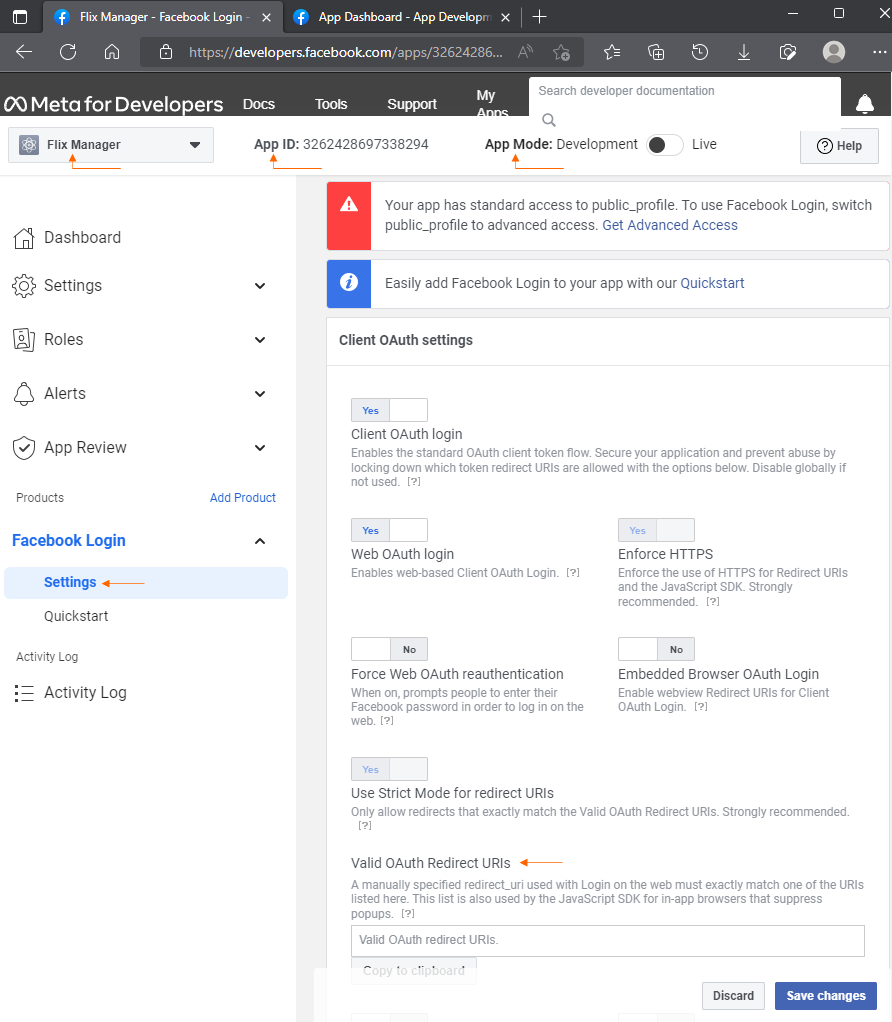 Flix Manager - Facebook Login -
App Dashboard - App Developm
https://developers.facebook.com/apps/32624286...
Meta for Developers
Docs
Tools
Support
My
Apps
Search developer documentation
Flix Manager
App ID: 3262428697338294
App Mode: Development
Live
Help
Dashboard
Settings
Roles
Alerts
App Review
Products
Add Product
Facebook Login
Settings
Quickstart
Activity Log
Activity Log
Your app has standard access to public_profile. To use Facebook Login, switch
public_profile to advanced access. Get Advanced Access
Easily add Facebook Login to your app with our Quickstart
Client OAuth settings
Yes
Client OAuth login
Enables the standard OAuth client token flow. Secure your application and prevent abuse by
locking down which token redirect URIs are allowed with the options below. Disable globally if
not used. [?]
Yes
Web OAuth login
Enables web-based Client OAuth Login. [?]
Yes
Enforce HTTPS
Enforce the use of HTTPS for Redirect URIs
and the JavaScript SDK. Strongly
recommended. [?]
No
Force Web OAuth reauthentication
When on, prompts people to enter their
Facebook password in order to log in on the
web. [?]
No
Embedded Browser OAuth Login
Enable webview Redirect URIs for Client
OAuth Login. [?]
Yes
Use Strict Mode for redirect URIs
Only allow redirects that exactly match the Valid OAuth Redirect URIs. Strongly recommended.
[?]
Valid OAuth Redirect URIs
A manually specified redirect_uri used with Login on the web must exactly match one of the URIs
listed here. This list is also used by the JavaScript SDK for in-app browsers that suppress
popups. [?]
Valid OAuth redirect URIs.
Copy to clipboard
Discard
Save changes